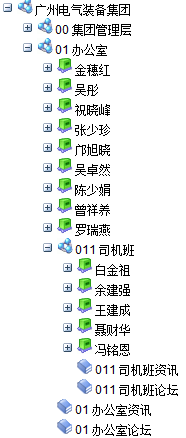 广州电气装备集团
00 集团管理层
01 办公室
金穗红
吴彤
祝晓峰
张少珍
邝旭晓
吴卓然
陈少娟
曾祥养
罗瑞燕
011 司机班
白金祖
余建强
王建成
聂财华
冯铭恩
011 司机班资讯
011 司机班论坛
01 办公室资讯
01 办公室论坛